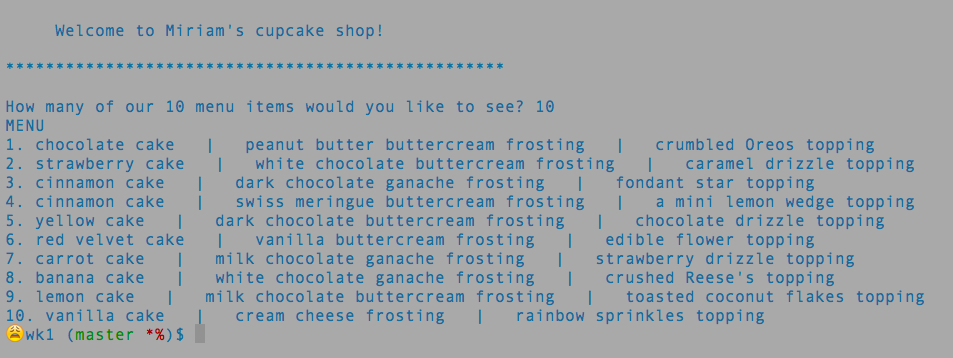 Welcome to Miriam's cupcake shop!
**************************************************
How many of our 10 menu items would you like to see? 10
MENU
1. chocolate cake | peanut butter buttercream frosting | crumbled Oreos topping
2. strawberry cake | white chocolate buttercream frosting | caramel drizzle topping
3. cinnamon cake | dark chocolate ganache frosting | fondant star topping
4. cinnamon cake | swiss meringue buttercream frosting | a mini lemon wedge topping
5. yellow cake | dark chocolate buttercream frosting | chocolate drizzle topping
6. red velvet cake | vanilla buttercream frosting | edible flower topping
7. carrot cake | milk chocolate ganache frosting | strawberry drizzle topping
8. banana cake | white chocolate ganache frosting | crushed Reese's topping
9. lemon cake | milk chocolate buttercream frosting | toasted coconut flakes topping
10. vanilla cake | cream cheese frosting | rainbow sprinkles topping
😩wk1 (master *%)$